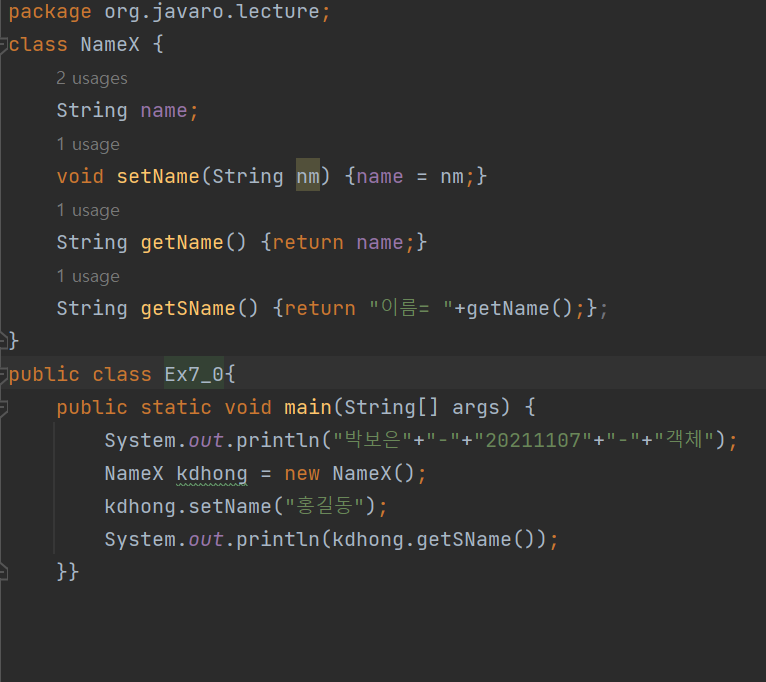 package org.javaro.lecture;
class NameX {
2 usages
String name;
1 usage
void setName(String nm) {name = nm;}
1 usage
String getName() {return name;}
1 usage
String getSName() {return "이름= "+getName();};
}
public class Ex7_0{
public static void main(String[] args) {
System.out.println("박보은"+"-"+"20211107"+"-"+"객체");
NameX kdhong = new NameX();
kdhong.setName("홍길동");
System.out.println(kdhong.getSName());
}}